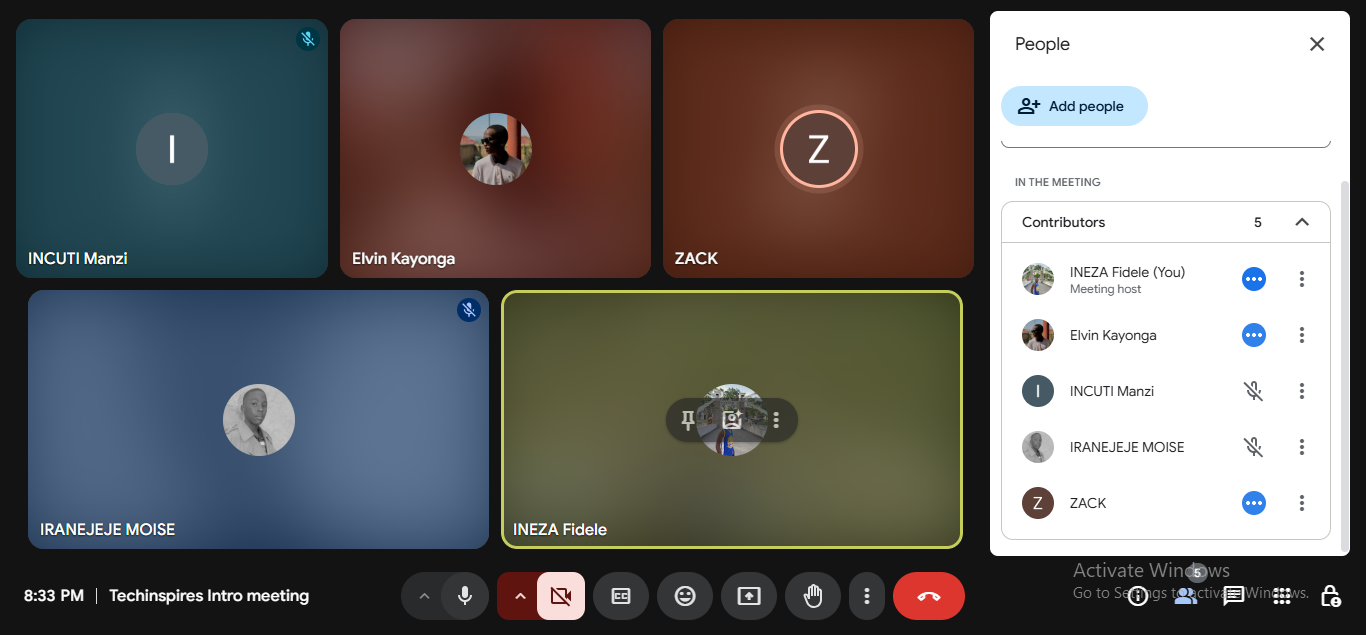 I
INCUTI Manzi
Elvin Kayonga
Z
ZACK
IRANEJEJE MOISE
INEZA Fidele
People
Add people
IN THE MEETING
Contributors 5
INEZA Fidele (You)
Meeting host
Elvin Kayonga
I INCUTI Manzi
IRANEJEJE MOISE
Z ZACK
Activate Windows
Go to Settings to activate Windows.
8:33 PM | Techinspires Intro meeting
CC
5